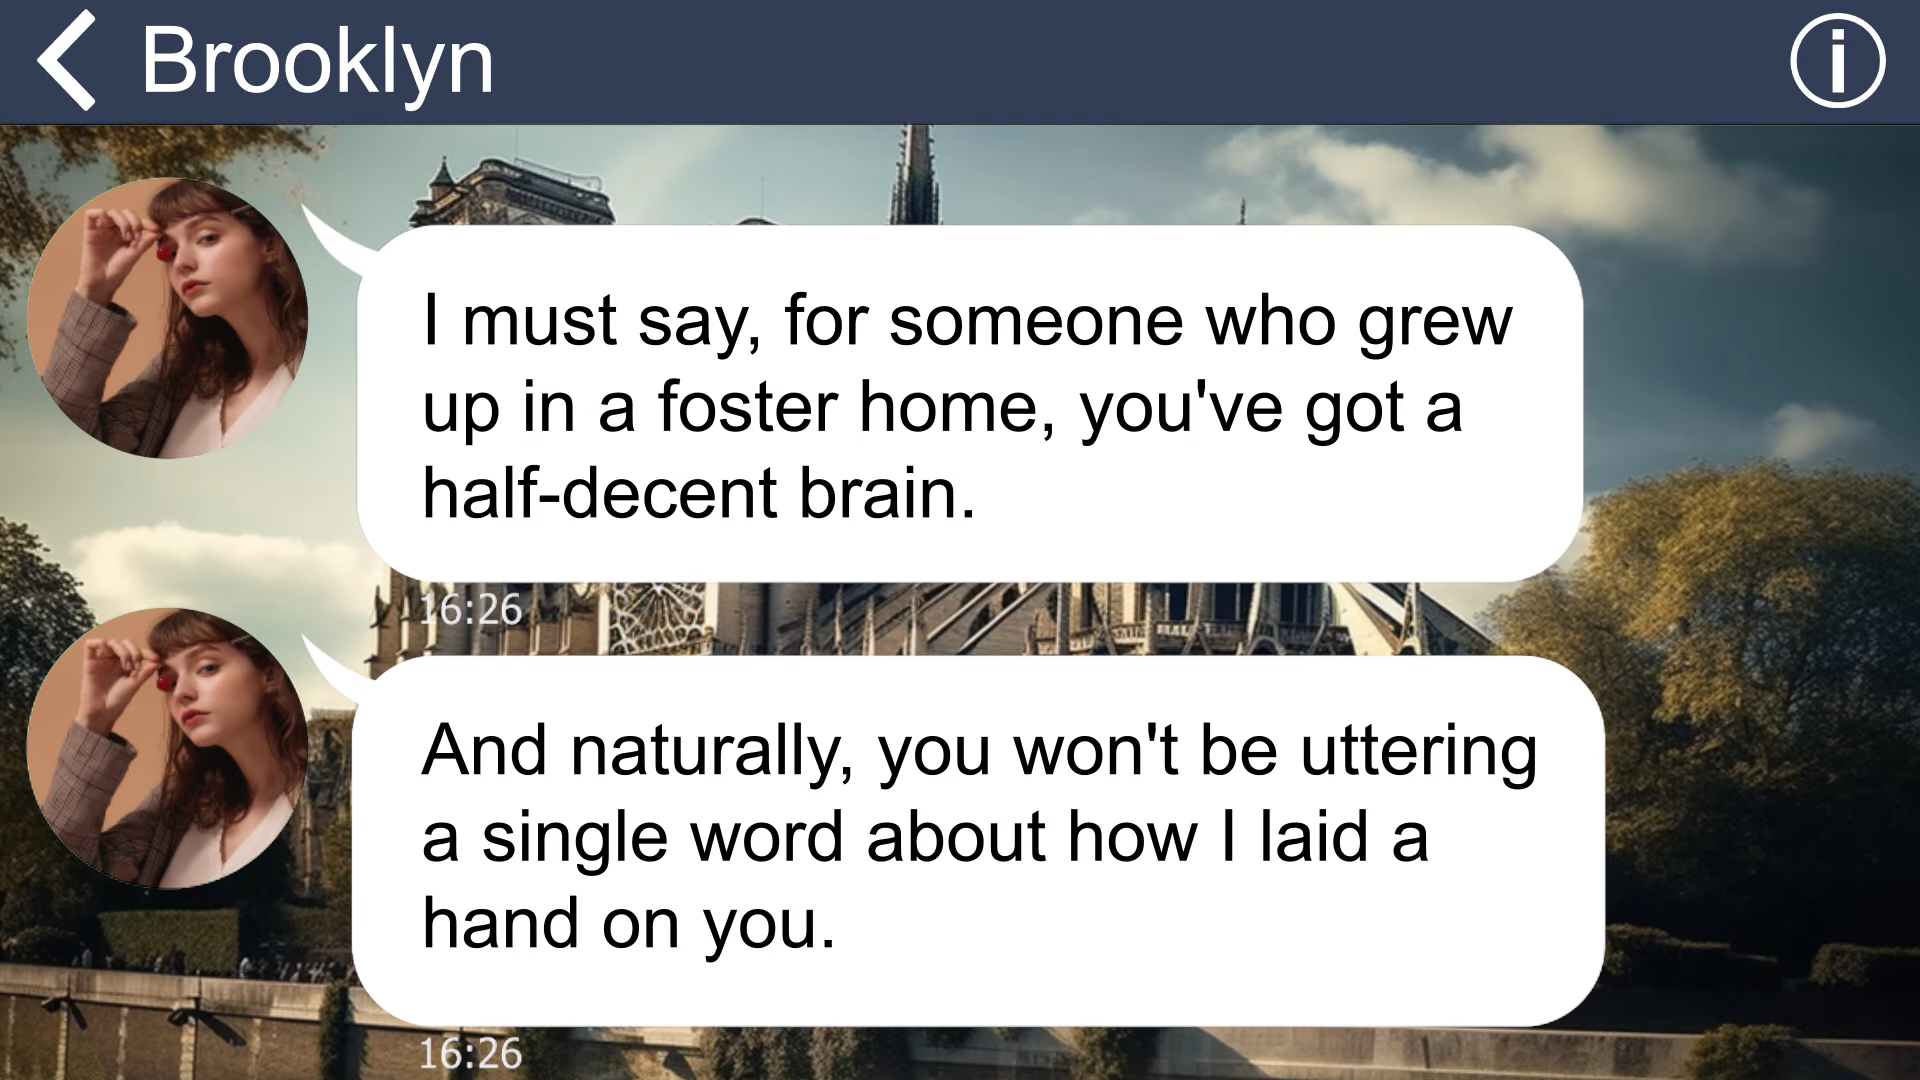 Brooklyn
I must say, for someone who grew
up in a foster home, you've got a
half-decent brain.
16:26
And naturally, you won't be uttering
a single word about how I laid a
hand on you.
16:26